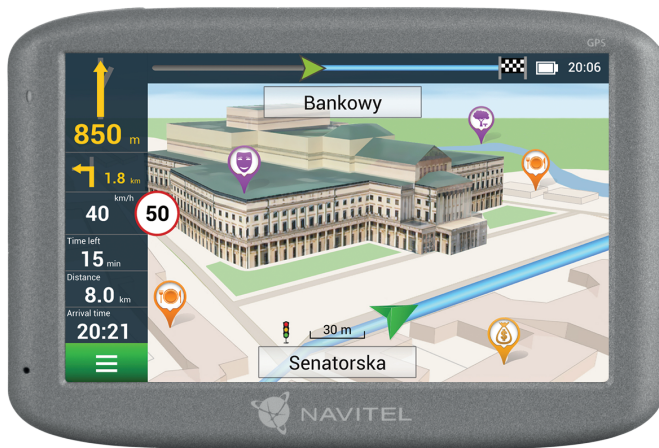 GPS
20:06
Bankowy
850 m
1.8 km
km/h
40
50
Time left
15 min
Distance
8.0 km
Arrival time
20:21
30 m
Senatorska
NAVITEL